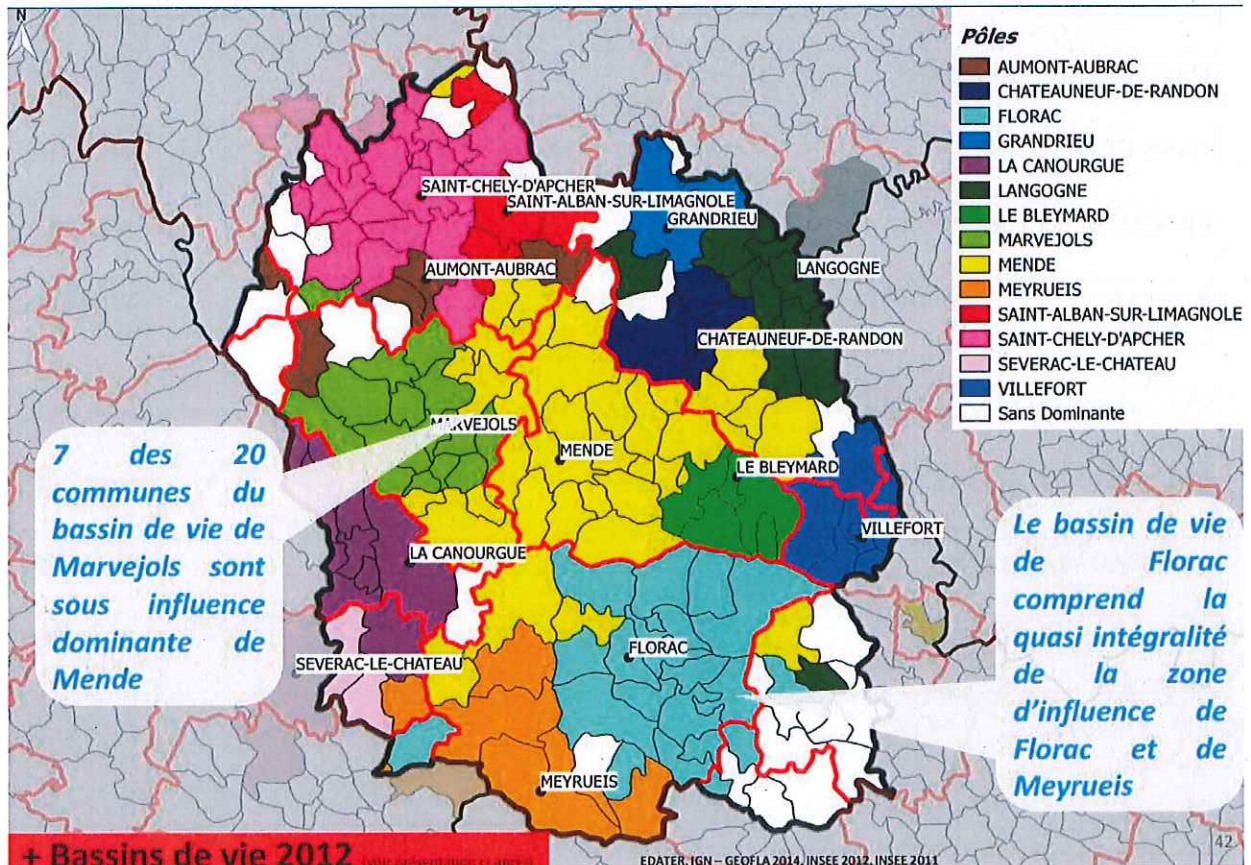 N
Pôles
AUMONT-AUBRAC
CHATEAUNEUF-DE-RANDON
FLORAC
GRANDRIEU
LA CANOURGUE
LANGOGNE
LE BLEYMARD
MARVEJOLS
MENDE
MEYRUEIS
SAINT-ALBAN-SUR-LIMAGNOLE
SAINT-CHELY-D'APCHER
SEVERAC-LE-CHATEAU
VILLEFORT
Sans Dominante
SAINT-CHELY-D'APCHER
SAINT-ALBAN-SUR-LIMAGNOLE
GRANDRIEU
LANGOGNE
AUMONT-AUBRAC
CHATEAUNEUF-DE-RANDON
MARVEJOLS
MENDE
LE BLEYMARD
VILLEFORT
LA CANOURGUE
FLORAC
SEVERAC-LE-CHATEAU
MEYRUEIS
7 des 20
communes du
bassin de vie de
Marvejols sont
sous influence
dominante de
Mende
Le bassin de vie
de Florac
comprend la
quasi intégralité
de la zone
d'influence de
Florac et de
Meyrueis
+ Bassins de vie 2012
EDATER, IGN – GEOFLA 2014, INSEE 2012, INSEE 2011
42